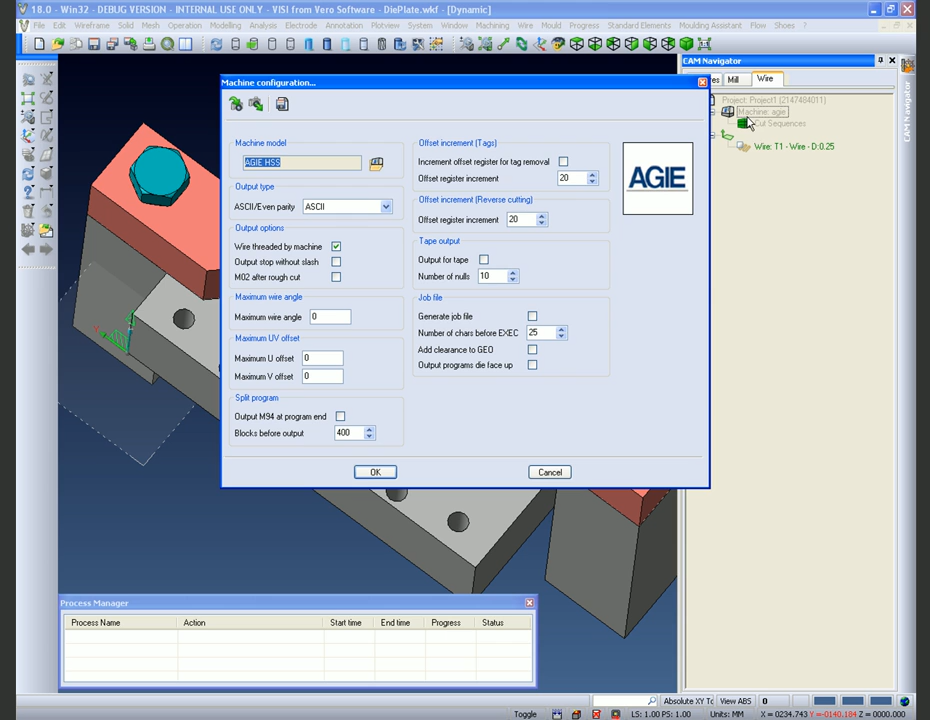 18.0 - Win32 - DEBUG VERSION - INTERNAL USE ONLY - VISI from Vero Software - DiePlate.wkf - [Dynamic]
File Edit Wireframe Solid Mesh Operation Modelling Analysis Electrode Annotation Plotview System Window Machining Wire Mould Progress Standard Elements Moulding Assistant Flow Shoes ?
CAM Navigator
Mill Wire
Project: Project1 (2147484011)
Machine: agie
Cut Sequences
Wire: T1 - Wire - D:0.25
CAM Navigator
Machine configuration...
Machine model
AGIE HSS
Output type
ASCII/Even parity ASCII
Output options
Wire threaded by machine
Output stop without slash
M02 after rough cut
Maximum wire angle
Maximum wire angle 0
Maximum UV offset
Maximum U offset 0
Maximum V offset 0
Split program
Output M94 at program end
Blocks before output 400
Offset increment (Tags)
Increment offset register for tag removal
Offset register increment 20
Offset increment (Reverse cutting)
Offset register increment 20
Tape output
Output for tape
Number of nulls 10
Job file
Generate job file
Number of chars before EXEC 25
Add clearance to GEO
Output programs die face up
AGIE
OK Cancel
Process Manager
Process Name Action Start time End time Progress Status
Absolute XY View ABS 0
Toggle LS: 1.00 PS: 1.00 Units: MM X = 0234.743 Y =-0140.184 Z = 0000.000